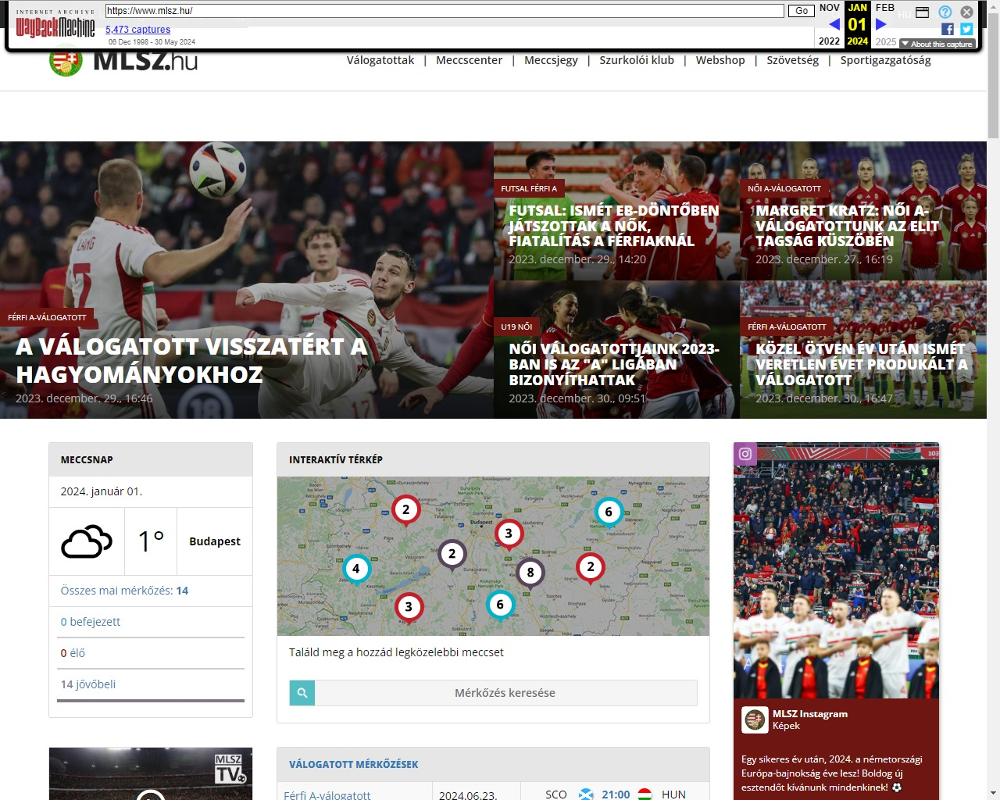 INTERNET ARCHIVE
WayBackMachine
https://www.mlsz.hu/
Go
5,473 captures
06 Dec 1998 - 30 May 2024
NOV JAN FEB
01
2022 2024 2025
About this capture
MLSZ.hu
Válogatottak | Meccscenter | Meccsjegy | Szurkolói klub | Webshop | Szövetség | Sportigazgatóság
FÉRFI A-VÁLOGATOTT
A VÁLOGATOTT VISSZATÉRT A
HAGYOMÁNYOKHOZ
2023. december. 29., 16:46
FUTSAL FÉRFI A
FUTSAL: ISMÉT EB-DÖNTŐBEN
JÁTSZOTTAK A NŐK,
FIATALÍTÁS A FÉRFIAKNÁL
2023. december. 29., 14:20
NŐI A-VÁLOGATOTT
MARGRET KRATZ: NŐI A-
VÁLOGATOTTUNK AZ ELIT
TAGSÁG KÜSZÖBÉN
2023. december. 27., 16:19
U19 NŐI
NŐI VÁLOGATOTTJAINK 2023-
BAN IS AZ "A" LIGÁBAN
BIZONYÍTHATTAK
2023. december. 30., 09:51
FÉRFI A-VÁLOGATOTT
KÖZEL ÖTVEN ÉV UTÁN ISMÉT
VERETLEN ÉVET PRODUKÁLT A
VÁLOGATOTT
2023. december. 30., 16:47
MECCSNAP
2024. január 01.
1° Budapest
Összes mai mérkőzés: 14
0 befejezett
0 élő
14 jövőbeli
MLSZ
TV
INTERAKTÍV TÉRKÉP
2
6
3
2
4
8
2
3
6
Budapest
Találd meg a hozzád legközelebbi meccset
Mérkőzés keresése
VÁLOGATOTT MÉRKŐZÉSEK
Férfi A-válogatott 2024.06.23. SCO 21:00 HUN
MLSZ Instagram
Képek
Egy sikeres év után, 2024. a németországi
Európa-bajnokság éve lesz! Boldog új
esztendőt kívánunk mindenkinek!